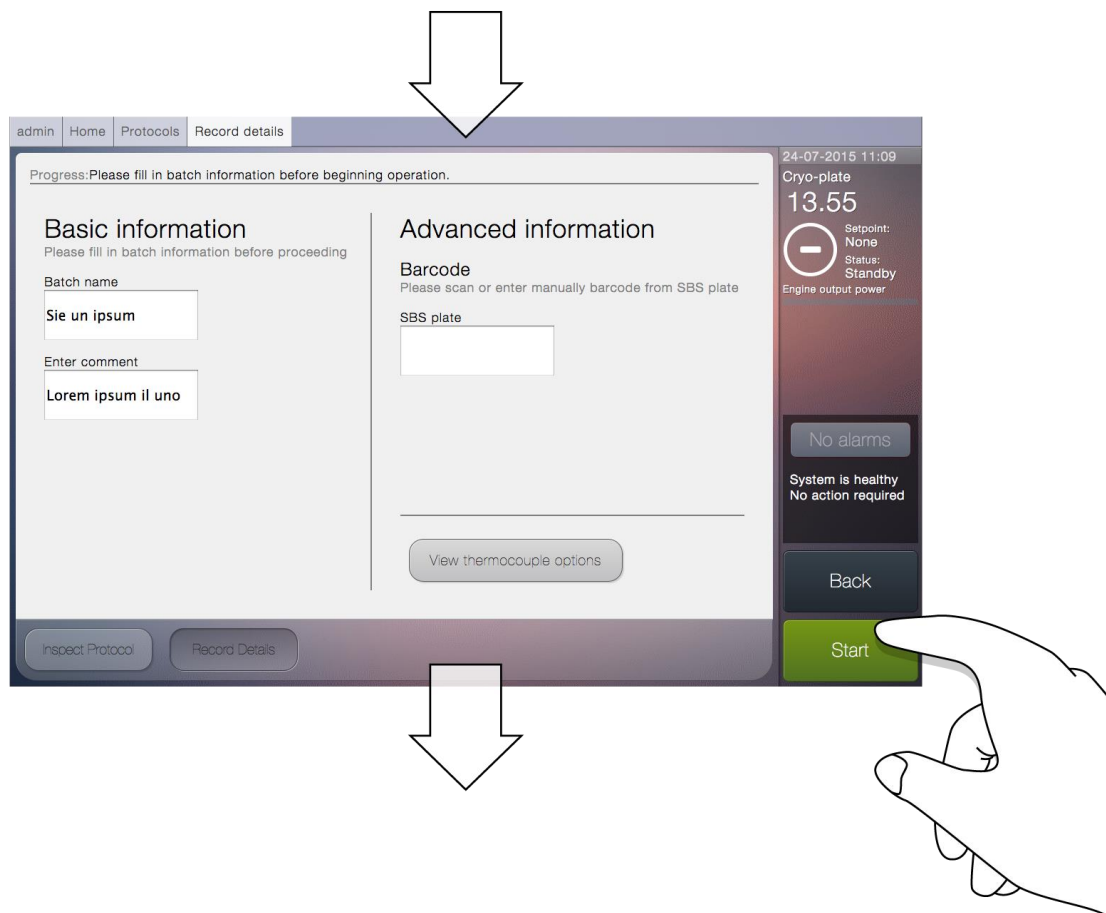 admin Home Protocols Record details
24-07-2015 11:09
Progress:Please fill in batch information before beginning operation.
Cryo-plate
13.55
Setpoint:
None
Status:
Standby
Engine output power
Basic information
Please fill in batch information before proceeding
Batch name
Sie un ipsum
Enter comment
Lorem ipsum il uno
Advanced information
Barcode
Please scan or enter manually barcode from SBS plate
SBS plate
View thermocouple options
No alarms
System is healthy
No action required
Back
Inspect Protocol Record Details
Start